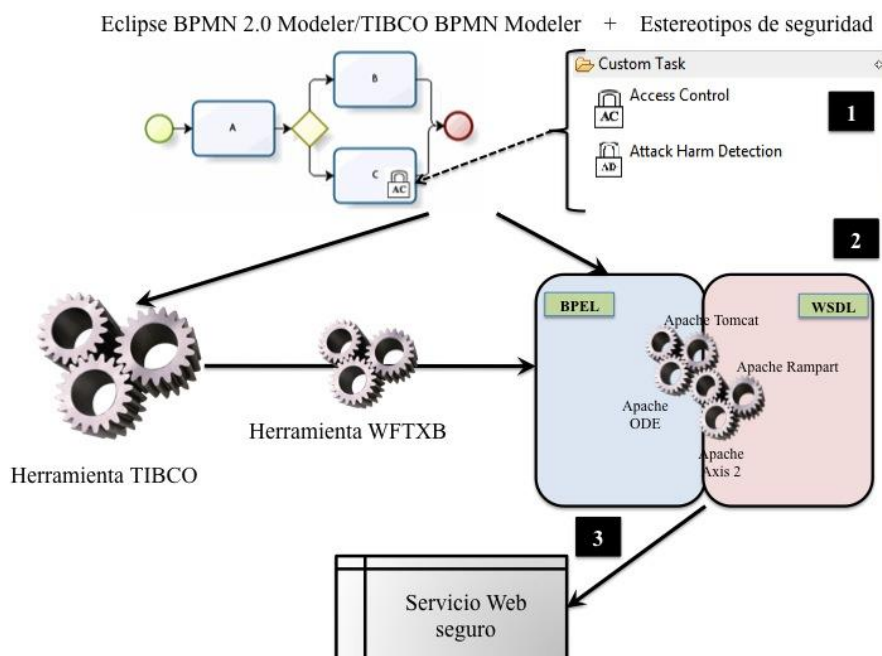 Eclipse BPMN 2.0 Modeler/TIBCO BPMN Modeler + Estereotipos de seguridad
Custom Task
Access Control
AC
Attack Harm Detection
AD
1
A
B
C
AC
2
BPEL
WSDL
Apache Tomcat
Apache Rampart
Apache
ODE
Apache
Axis 2
Herramienta WFTXB
Herramienta TIBCO
3
Servicio Web
seguro